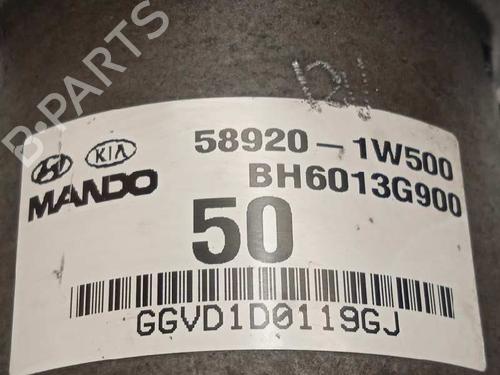 B-PARTS
KIA
58920-1W500
MANDO
BH6013G900
50
GGVD1D0119GJ